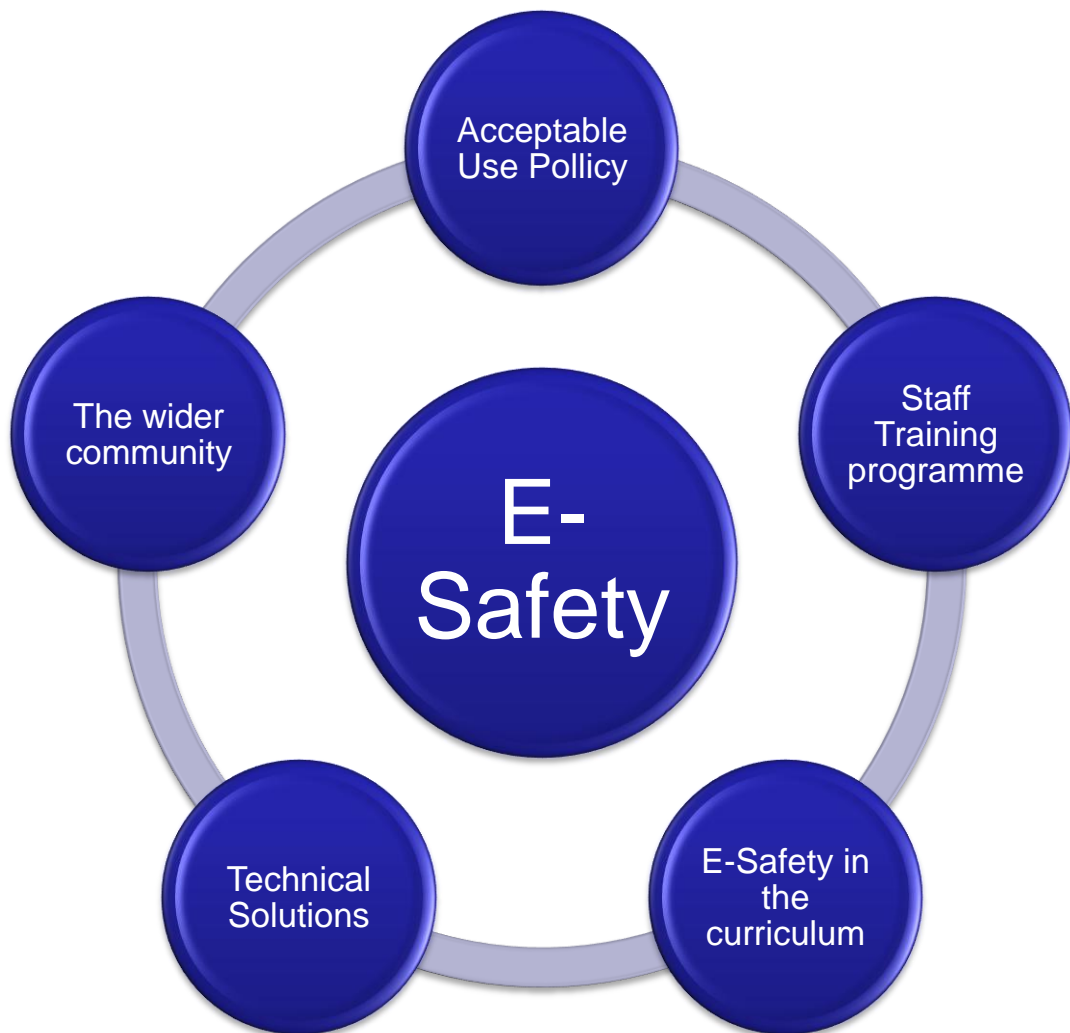 Acceptable
Use Pollicy
Staff
Training
programme
E-Safety in
the
curriculum
Technical
Solutions
The wider
community
E-
Safety